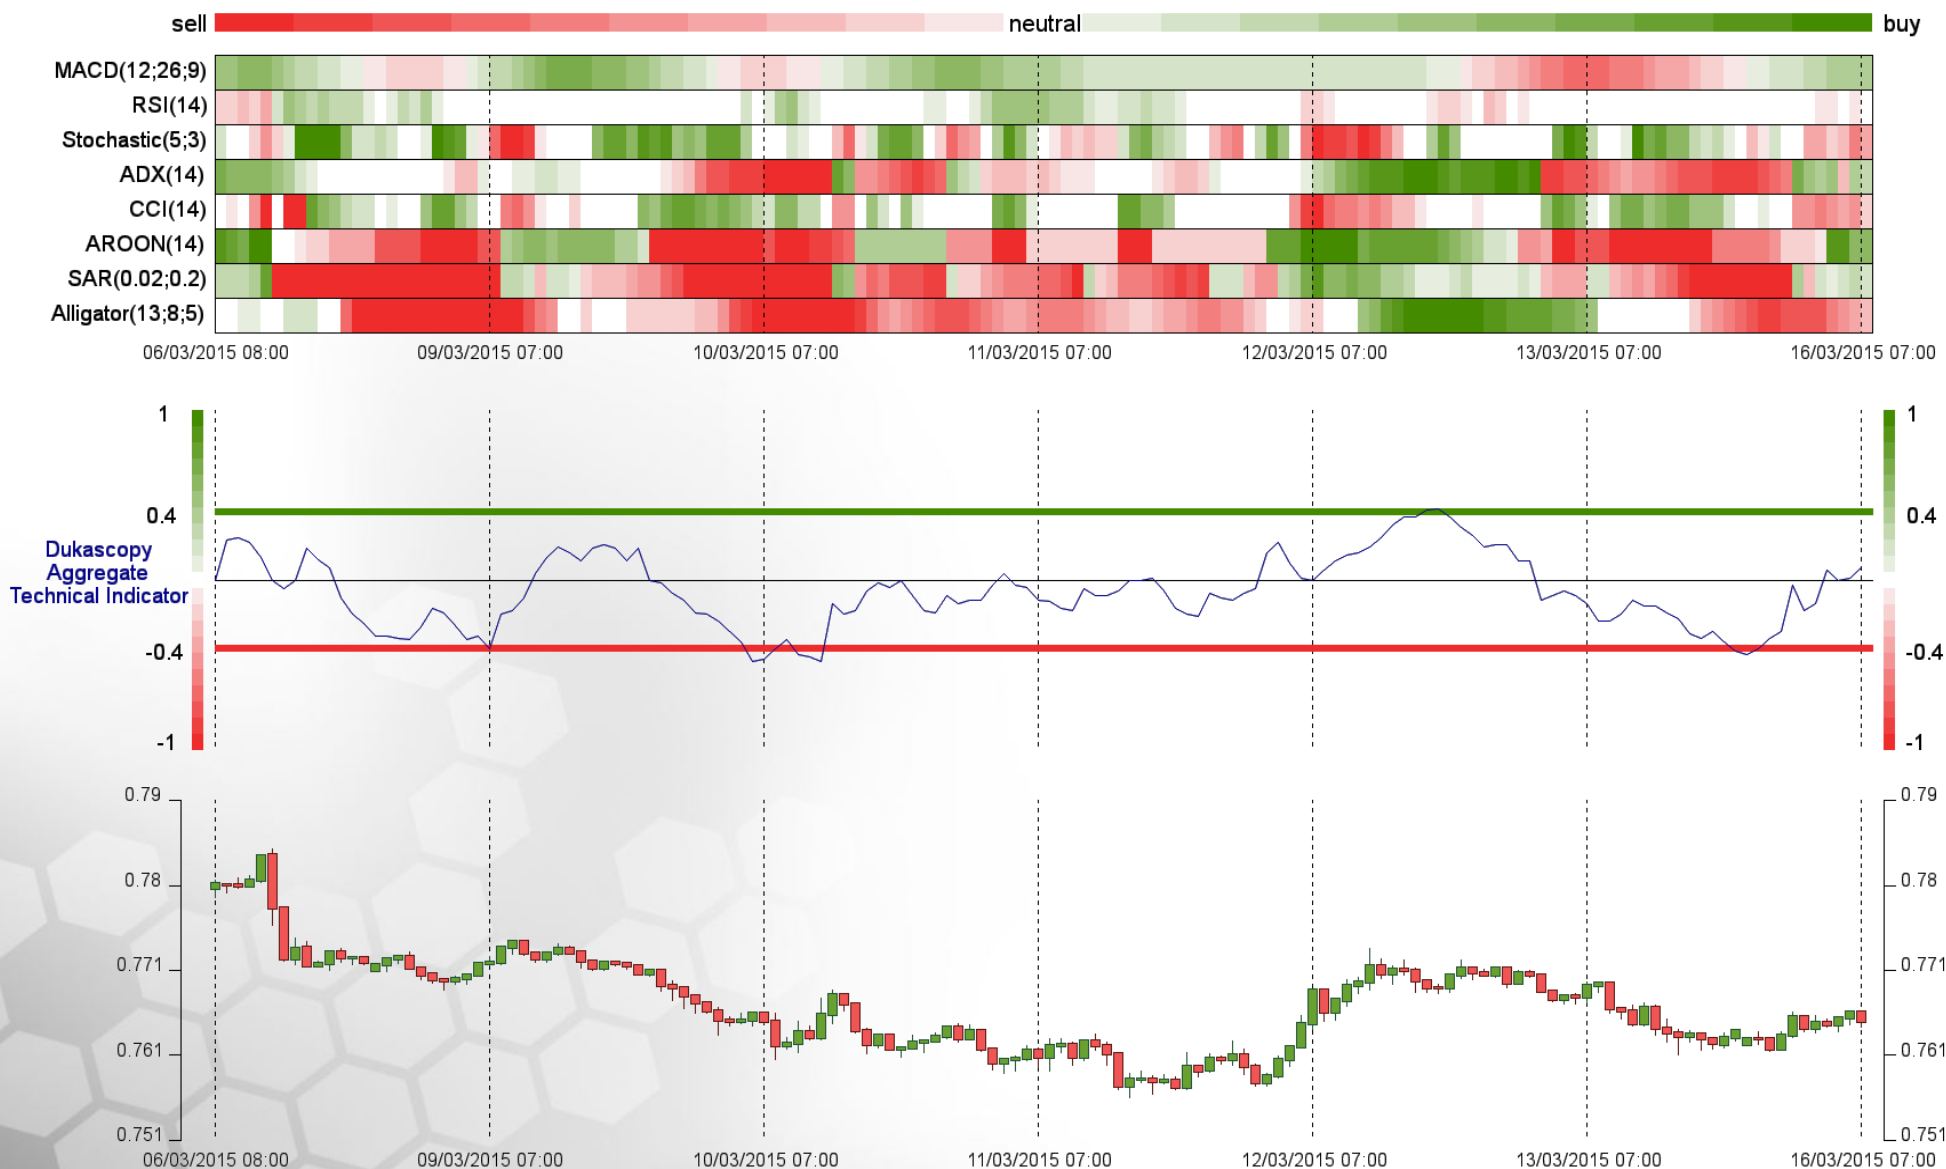 sell neutral buy
MACD(12;26;9)
RSI(14)
Stochastic(5;3)
ADX(14)
CCI(14)
AROON(14)
SAR(0.02;0.2)
Alligator(13;8;5)
06/03/2015 08:00 09/03/2015 07:00 10/03/2015 07:00 11/03/2015 07:00 12/03/2015 07:00 13/03/2015 07:00 16/03/2015 07:00
1 1
0.4 0.4
Dukascopy
Aggregate
Technical Indicator
-0.4 -0.4
-1 -1
0.79 0.79
0.78 0.78
0.771 0.771
0.761 0.761
0.751 0.751
06/03/2015 08:00 09/03/2015 07:00 10/03/2015 07:00 11/03/2015 07:00 12/03/2015 07:00 13/03/2015 07:00 16/03/2015 07:00